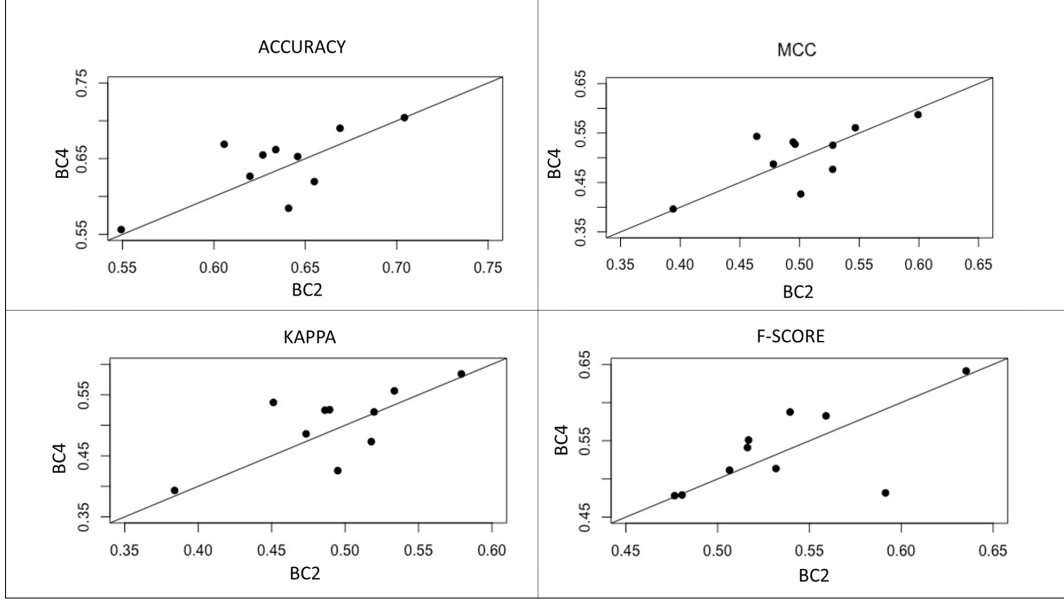 ACCURACY
BC4
0.55 0.65 0.75
0.55 0.60 0.65 0.70 0.75
BC2
MCC
BC4
0.35 0.45 0.55 0.65
0.35 0.40 0.45 0.50 0.55 0.60 0.65
BC2
KAPPA
BC4
0.35 0.45 0.55
0.35 0.40 0.45 0.50 0.55 0.60
BC2
F-SCORE
BC4
0.45 0.55 0.65
0.45 0.50 0.55 0.60 0.65
BC2